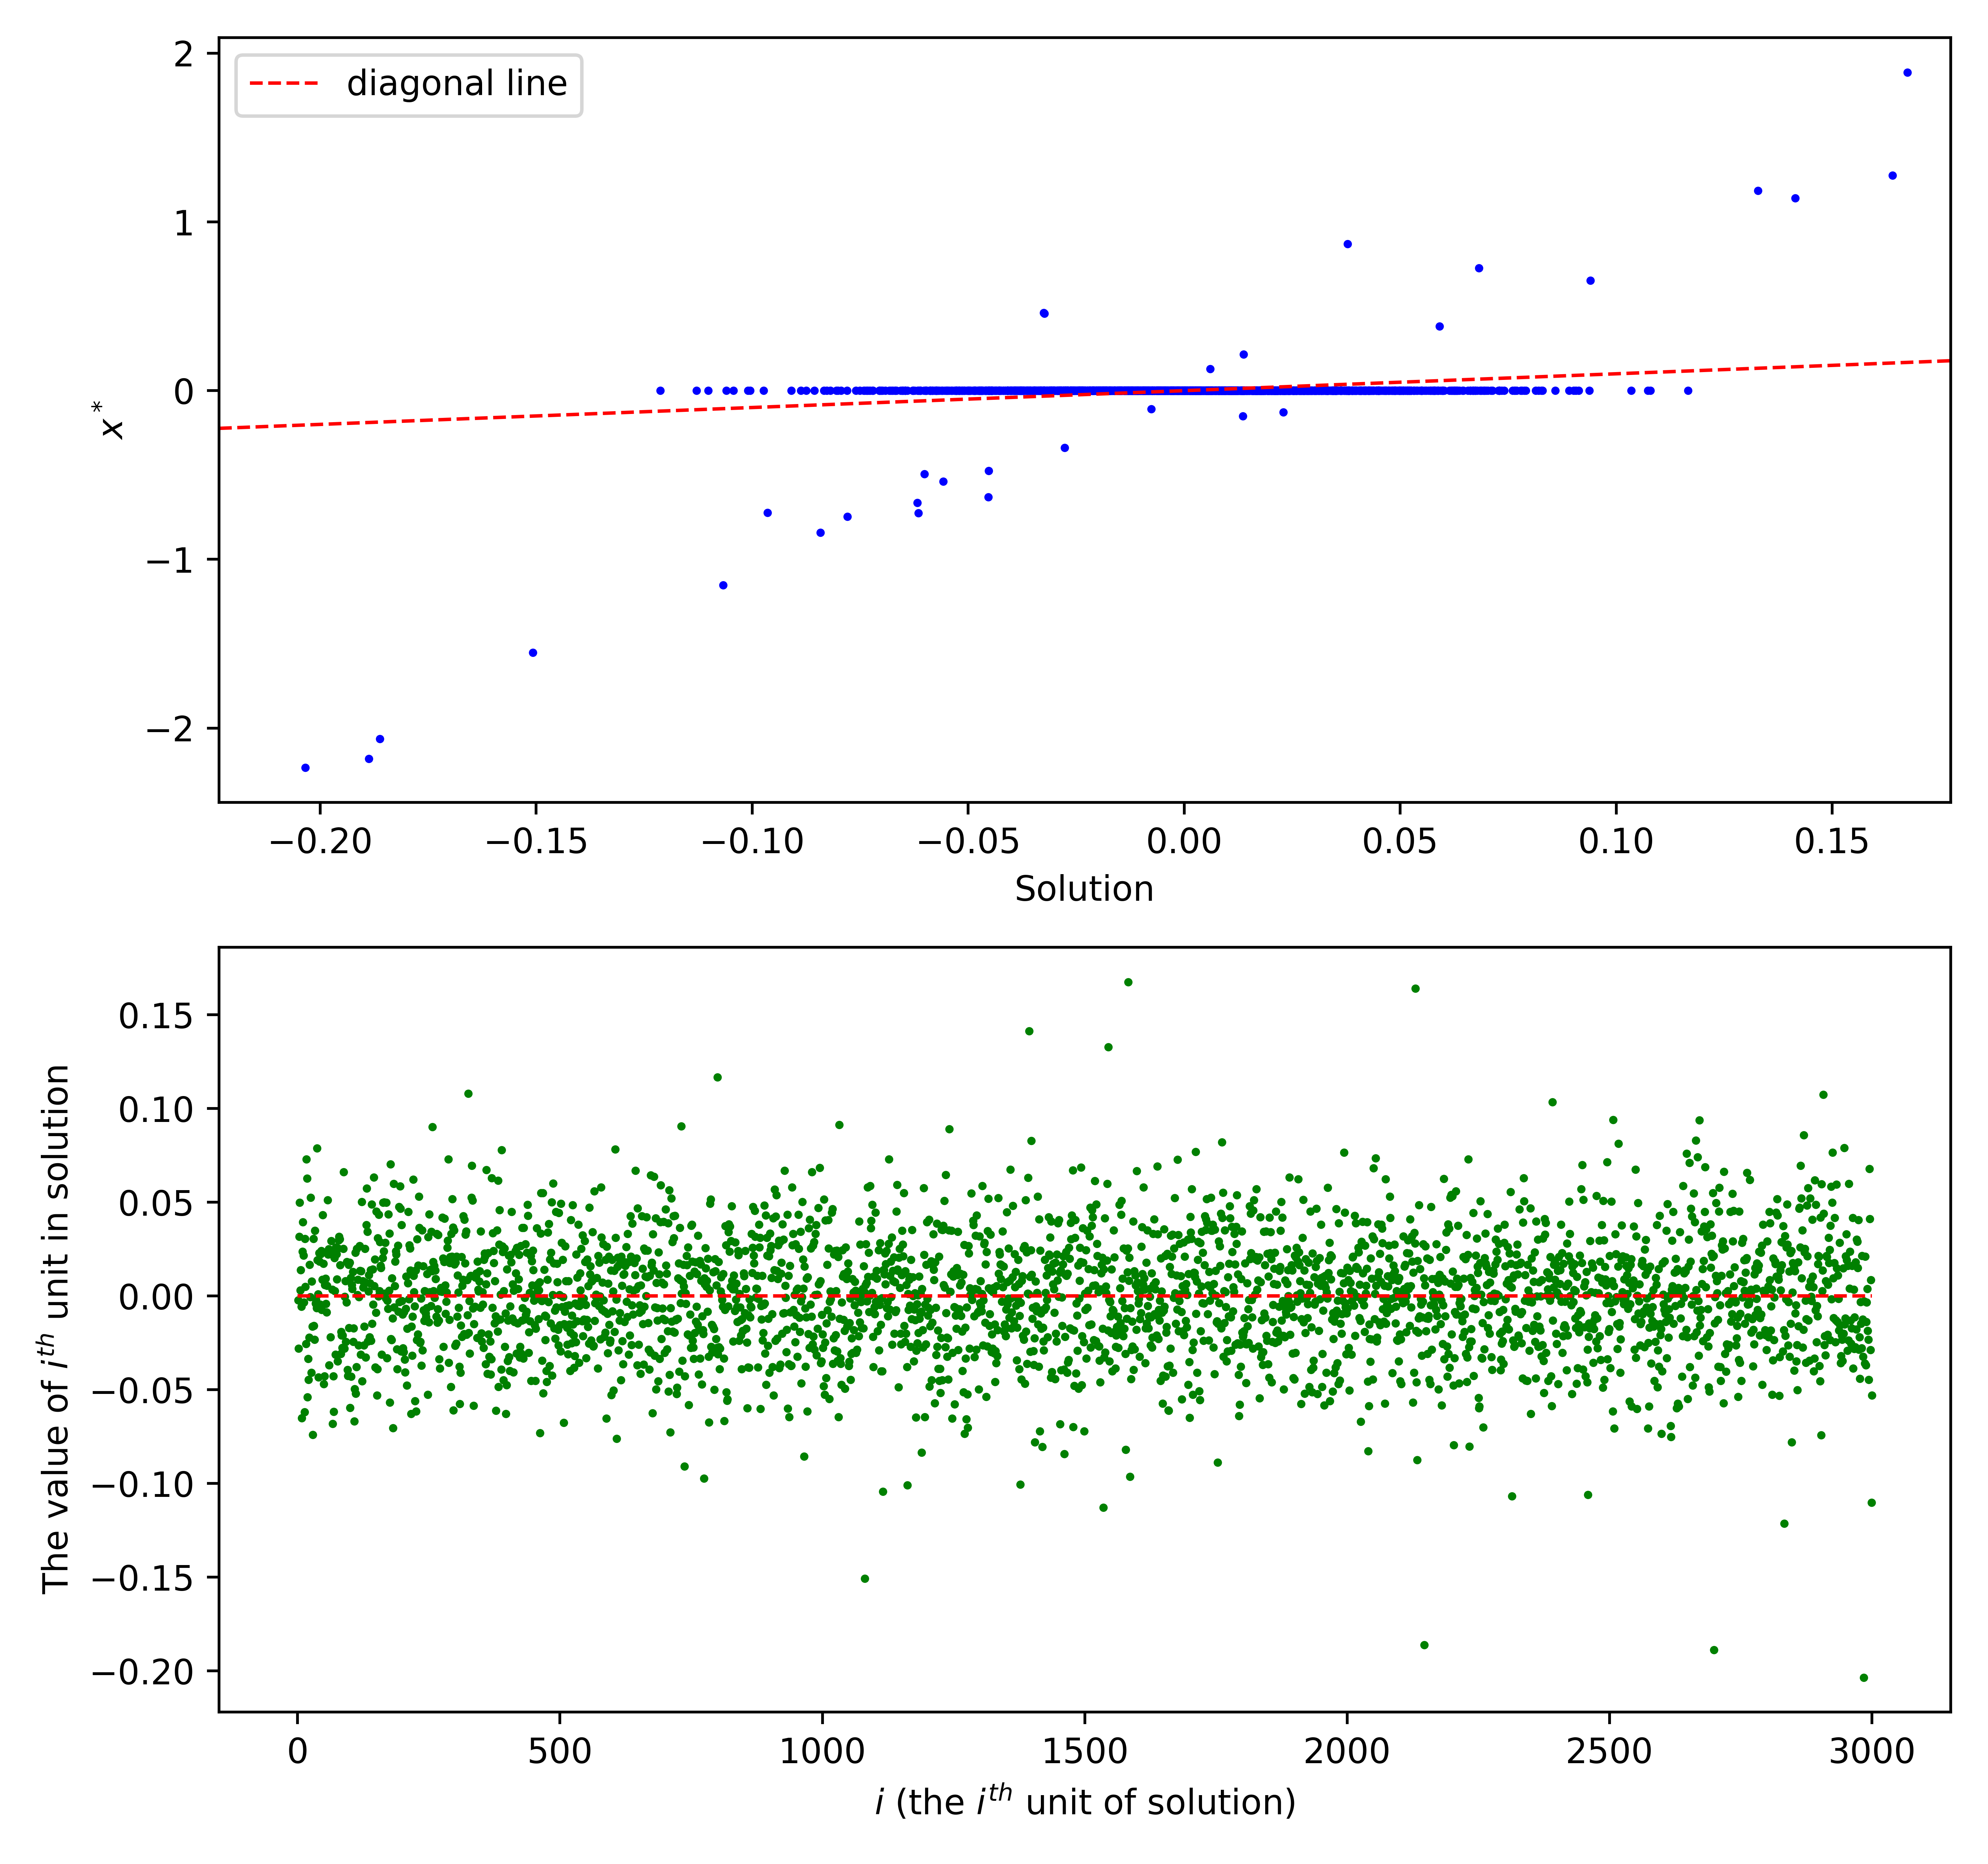 diagonal line
2
1
0
−1
−2
x*
−0.20 −0.15 −0.10 −0.05 0.00 0.05 0.10 0.15
Solution
0.15
0.10
0.05
0.00
−0.05
−0.10
−0.15
−0.20
The value of i^th unit in solution
0 500 1000 1500 2000 2500 3000
i (the i^th unit of solution)